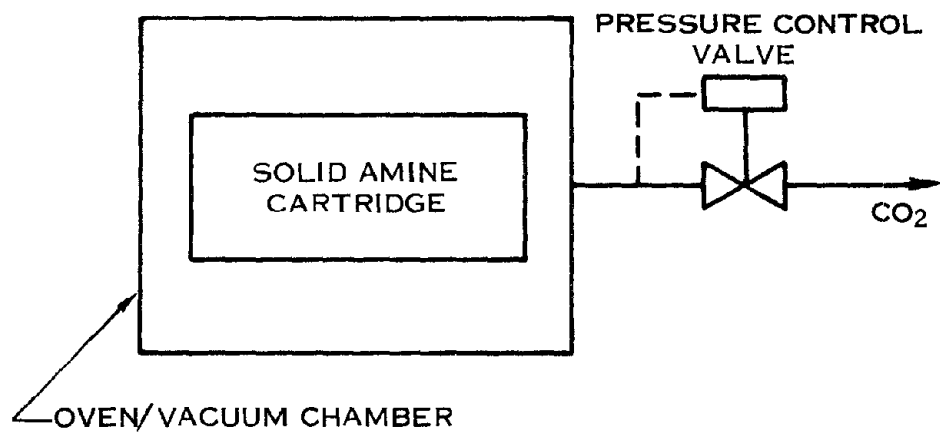 PRESSURE CONTROL
VALVE
SOLID AMINE
CARTRIDGE
CO₂
OVEN/VACUUM CHAMBER